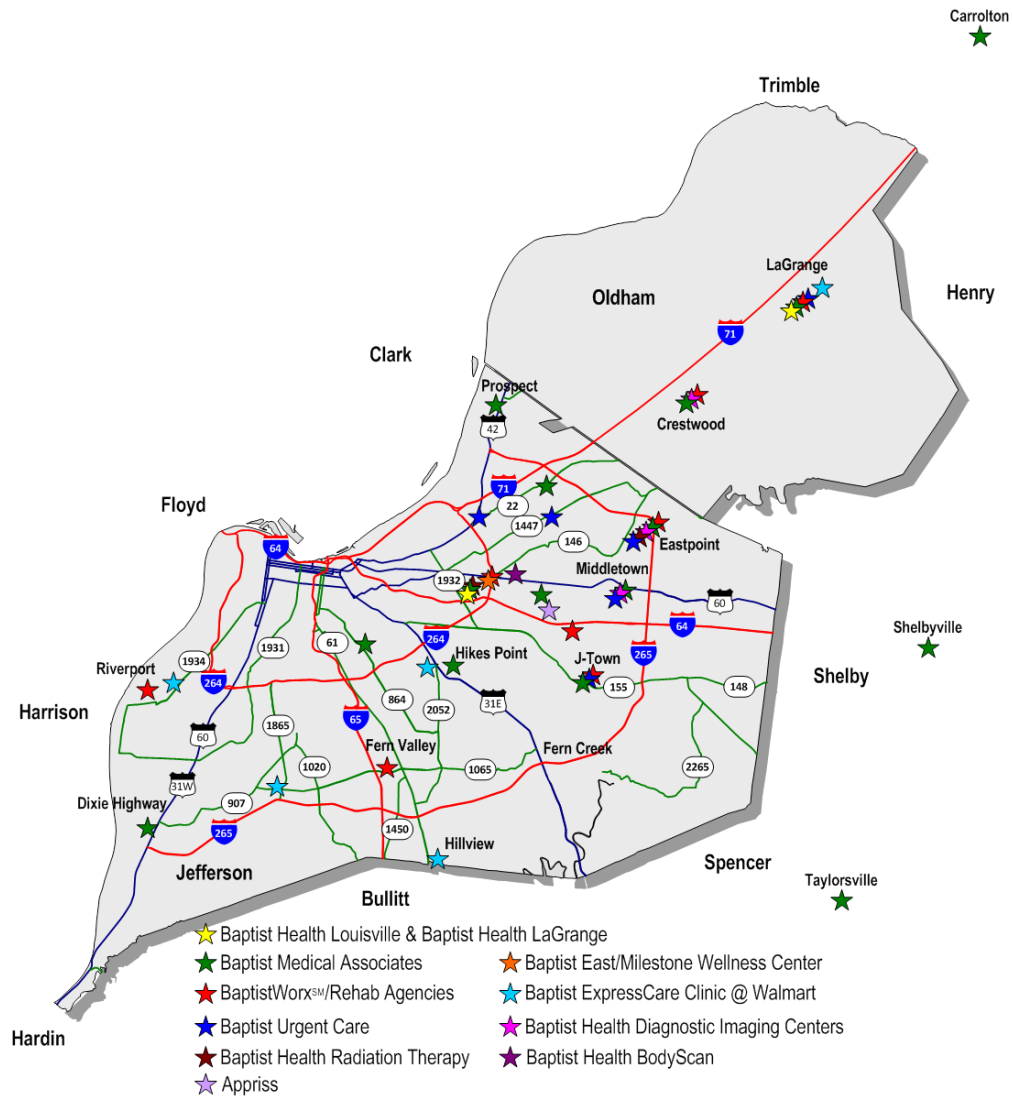 Carrolton
Trimble
LaGrange
Oldham
Henry
71
Clark
Prospect
Crestwood
42
71
Floyd
22
1447
146
Eastpoint
64
Middletown
1932
60
64
Shelbyville
264
61
1931
Hikes Point
265
1934
J-Town
Riverport
264
155
148
Shelby
864
2052
31E
Harrison
65
60
1865
Fern Valley
Fern Creek
1020
1065
2265
31W
Dixie Highway
907
265
1450
Hillview
Spencer
Jefferson
Taylorsville
Bullitt
Baptist Health Louisville & Baptist Health LaGrange
Baptist Medical Associates
Baptist East/Milestone Wellness Center
BaptistWorx℠/Rehab Agencies
Baptist ExpressCare Clinic @ Walmart
Baptist Urgent Care
Baptist Health Diagnostic Imaging Centers
Hardin
Baptist Health Radiation Therapy
Baptist Health BodyScan
Appriss